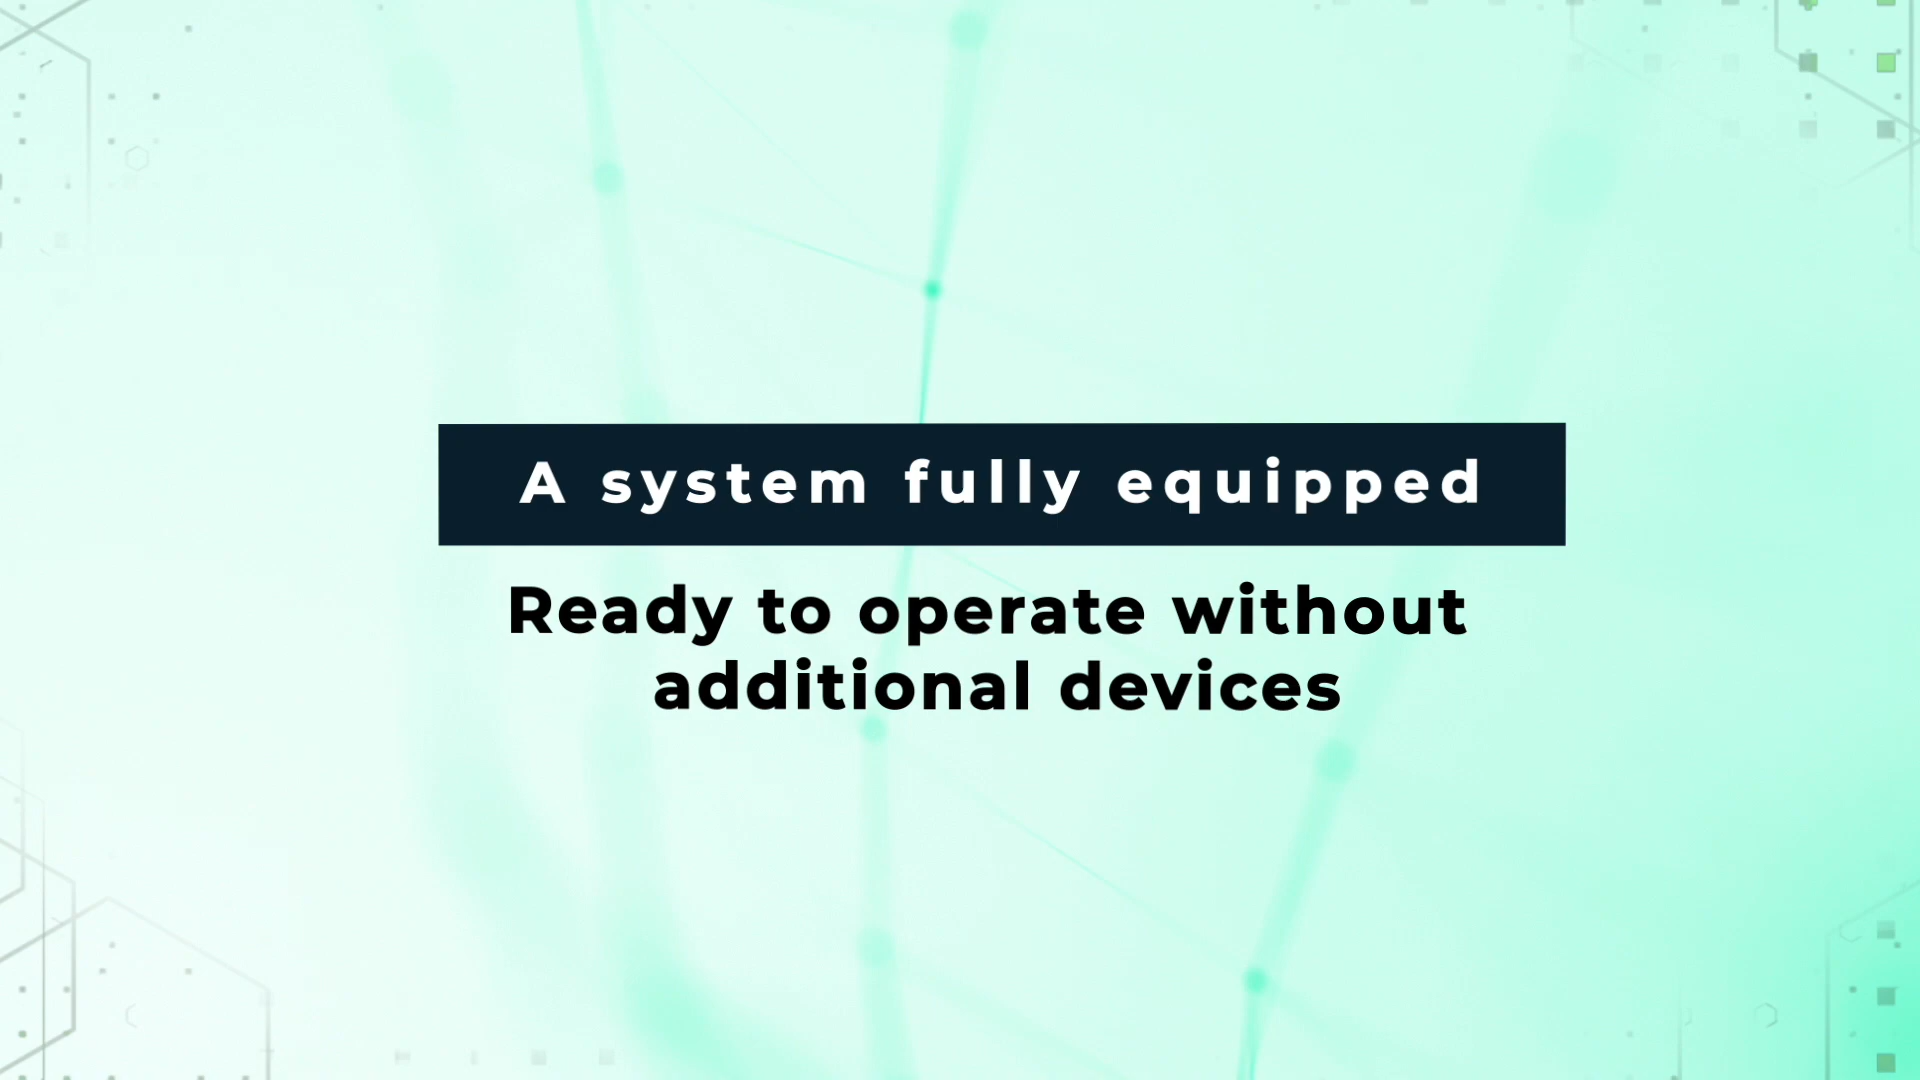 A system fully equipped
Ready to operate without
additional devices